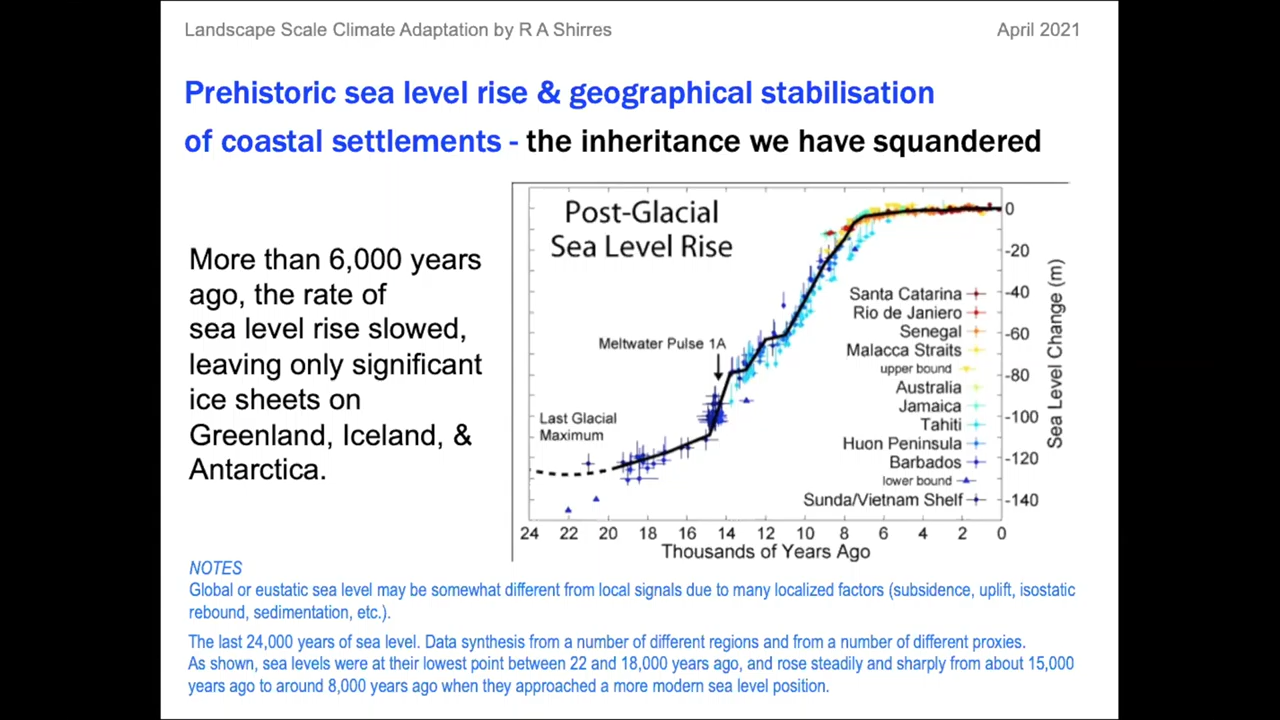 Landscape Scale Climate Adaptation by R A Shirres
April 2021
Prehistoric sea level rise & geographical stabilisation
of coastal settlements - the inheritance we have squandered
More than 6,000 years
ago, the rate of
sea level rise slowed,
leaving only significant
ice sheets on
Greenland, Iceland, &
Antarctica.
Post-Glacial
Sea Level Rise
Meltwater Pulse 1A
Last Glacial
Maximum
Santa Catarina
Rio de Janiero
Senegal
Malacca Straits
upper bound
Australia
Jamaica
Tahiti
Huon Peninsula
Barbados
lower bound
Sunda/Vietnam Shelf
0
-20
-40
-60
-80
-100
-120
-140
Sea Level Change (m)
24 22 20 18 16 14 12 10 8 6 4 2 0
Thousands of Years Ago
NOTES
Global or eustatic sea level may be somewhat different from local signals due to many localized factors (subsidence, uplift, isostatic
rebound, sedimentation, etc.).
The last 24,000 years of sea level. Data synthesis from a number of different regions and from a number of different proxies.
As shown, sea levels were at their lowest point between 22 and 18,000 years ago, and rose steadily and sharply from about 15,000
years ago to around 8,000 years ago when they approached a more modern sea level position.